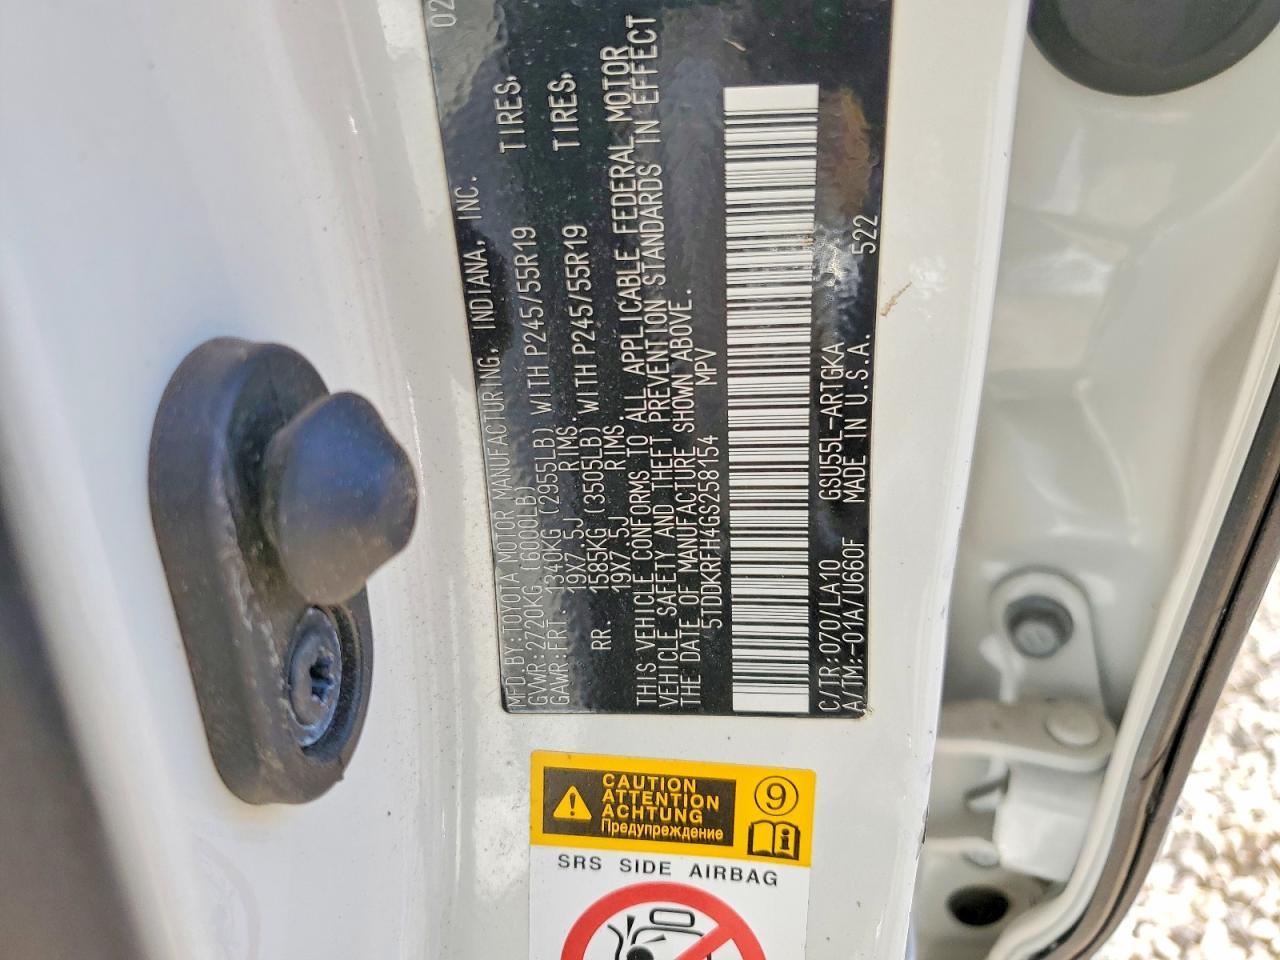 02
MFD.BY:TOYOTA MOTOR MANUFACTURING, INDIANA, INC.
GVWR:2720KG (6000LB)
GAWR:FRT. 1340KG (2955LB) WITH P245/55R19 TIRES,
19X7.5J RIMS.
RR. 1585KG (3505LB) WITH P245/55R19 TIRES,
19X7.5J RIMS.
THIS VEHICLE CONFORMS TO ALL APPLICABLE FEDERAL MOTOR
VEHICLE SAFETY AND THEFT PREVENTION STANDARDS IN EFFECT
THE DATE OF MANUFACTURE SHOWN ABOVE.
5TDDKRFH4GS258154 MPV
C/TR:070/LA10 GSU55L-ARTGKA
A/TM:-01A/U660F MADE IN U.S.A. 522
CAUTION
ATTENTION
ACHTUNG
Предупреждение
9
i
SRS SIDE AIRBAG